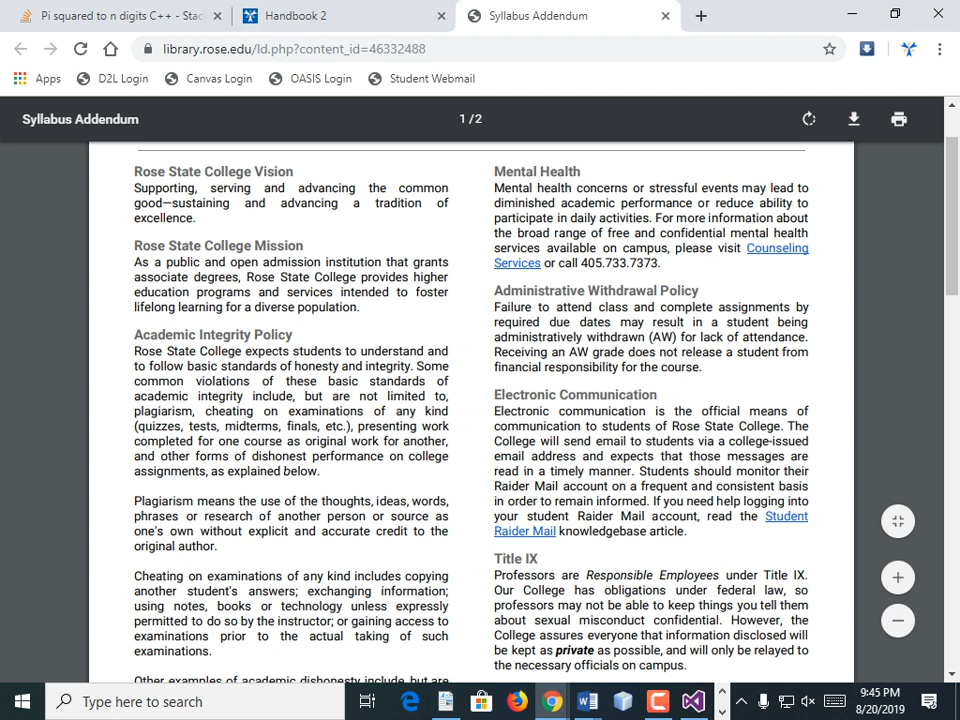 Pi squared to n digits C++ - Stac
Handbook 2
Syllabus Addendum
library.rose.edu/ld.php?content_id=46332488
Apps
D2L Login
Canvas Login
OASIS Login
Student Webmail
Syllabus Addendum
1 / 2
Rose State College Vision
Supporting, serving and advancing the common
good—sustaining and advancing a tradition of
excellence.
Rose State College Mission
As a public and open admission institution that grants
associate degrees, Rose State College provides higher
education programs and services intended to foster
lifelong learning for a diverse population.
Academic Integrity Policy
Rose State College expects students to understand and
to follow basic standards of honesty and integrity. Some
common violations of these basic standards of
academic integrity include, but are not limited to,
plagiarism, cheating on examinations of any kind
(quizzes, tests, midterms, finals, etc.), presenting work
completed for one course as original work for another,
and other forms of dishonest performance on college
assignments, as explained below.
Plagiarism means the use of the thoughts, ideas, words,
phrases or research of another person or source as
one's own without explicit and accurate credit to the
original author.
Cheating on examinations of any kind includes copying
another student's answers; exchanging information;
using notes, books or technology unless expressly
permitted to do so by the instructor; or gaining access to
examinations prior to the actual taking of such
examinations.
Other examples of academic dishonesty include, but are
Mental Health
Mental health concerns or stressful events may lead to
diminished academic performance or reduce ability to
participate in daily activities. For more information about
the broad range of free and confidential mental health
services available on campus, please visit Counseling
Services or call 405.733.7373.
Administrative Withdrawal Policy
Failure to attend class and complete assignments by
required due dates may result in a student being
administratively withdrawn (AW) for lack of attendance.
Receiving an AW grade does not release a student from
financial responsibility for the course.
Electronic Communication
Electronic communication is the official means of
communication to students of Rose State College. The
College will send email to students via a college-issued
email address and expects that those messages are
read in a timely manner. Students should monitor their
Raider Mail account on a frequent and consistent basis
in order to remain informed. If you need help logging into
your student Raider Mail account, read the Student
Raider Mail knowledgebase article.
Title IX
Professors are Responsible Employees under Title IX.
Our College has obligations under federal law, so
professors may not be able to keep things you tell them
about sexual misconduct confidential. However, the
College assures everyone that information disclosed will
be kept as private as possible, and will only be relayed to
the necessary officials on campus.
Type here to search
9:45 PM
8/20/2019